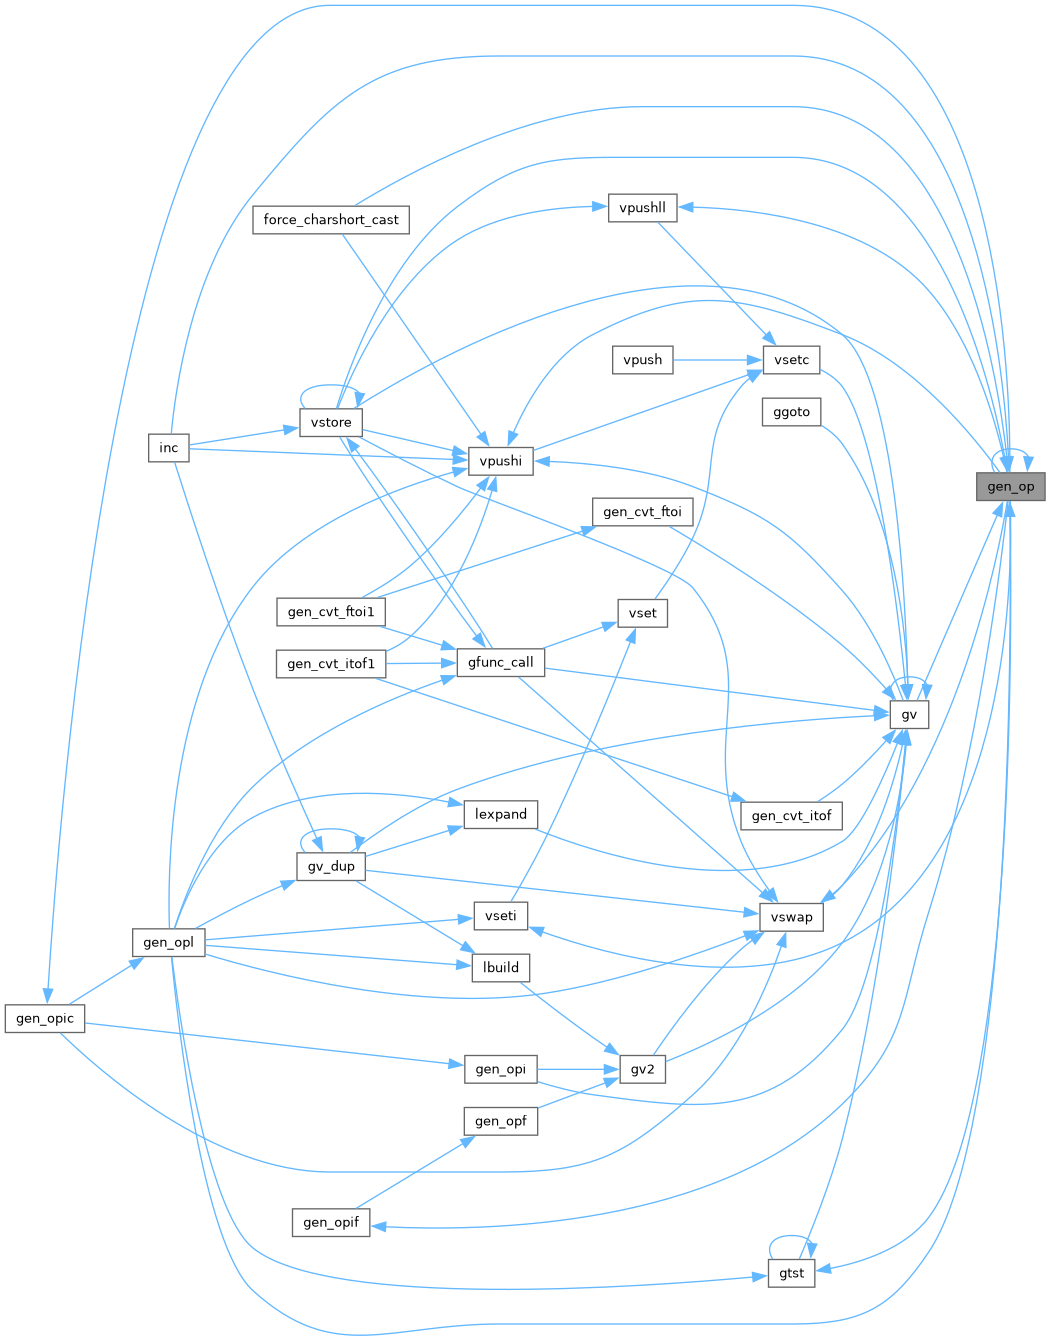 force_charshort_cast
vpushll
vpush
vsetc
ggoto
vstore
inc
vpushi
gen_op
gen_cvt_ftoi
gen_cvt_ftoi1
vset
gen_cvt_itof1
gfunc_call
gv
lexpand
gen_cvt_itof
gv_dup
vseti
vswap
gen_opl
lbuild
gen_opic
gen_opi
gv2
gen_opf
gen_opif
gtst